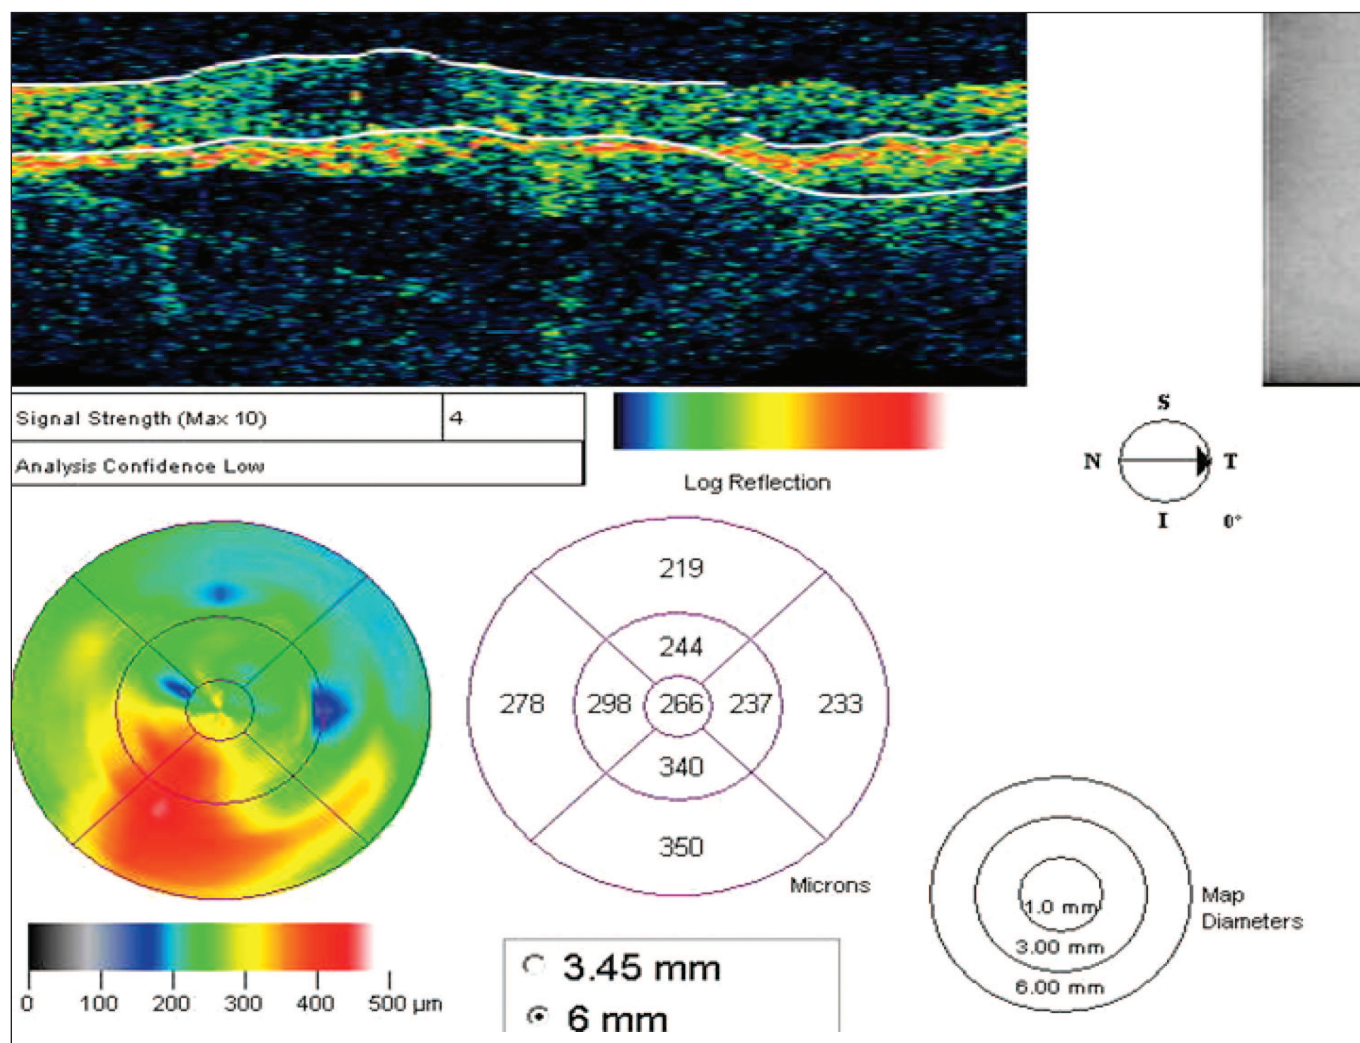 Signal Strength (Max 10) 4
Analysis Confidence Low
Log Reflection
S
N T
I 0°
219
244
278 298 266 237 233
340
350
Microns
0 100 200 300 400 500 µm
3.45 mm
6 mm
1.0 mm
3.00 mm
6.00 mm
Map
Diameters